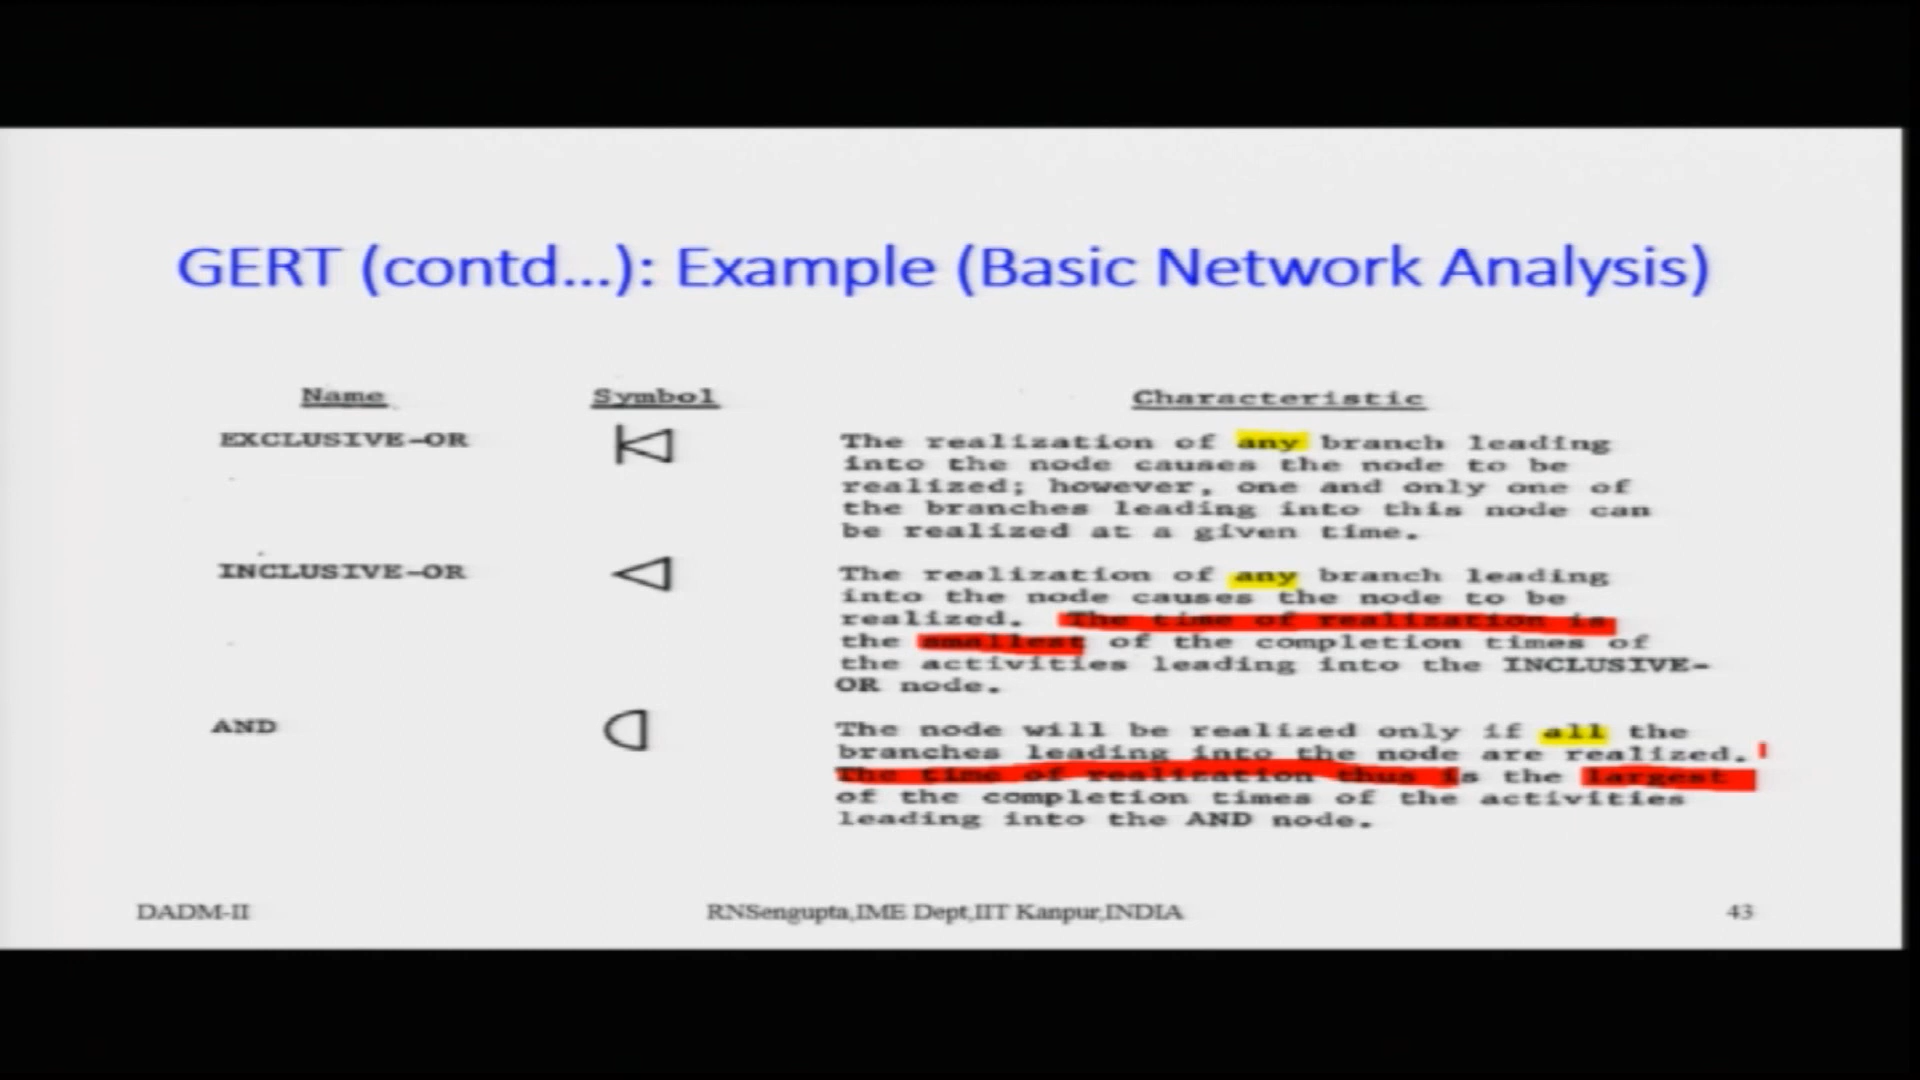 GERT (contd...): Example (Basic Network Analysis)
Name Symbol Characteristic
EXCLUSIVE-OR
The realization of any branch leading
into the node causes the node to be
realized; however, one and only one of
the branches leading into this node can
be realized at a given time.
INCLUSIVE-OR
The realization of any branch leading
into the node causes the node to be
realized. The time of realization is
the smallest of the completion times of
the activities leading into the INCLUSIVE-
OR node.
AND
The node will be realized only if all the
branches leading into the node are realized.
The time of realization thus is the largest
of the completion times of the activities
leading into the AND node.
DADM-II RNSengupta,IME Dept,IIT Kanpur,INDIA 43